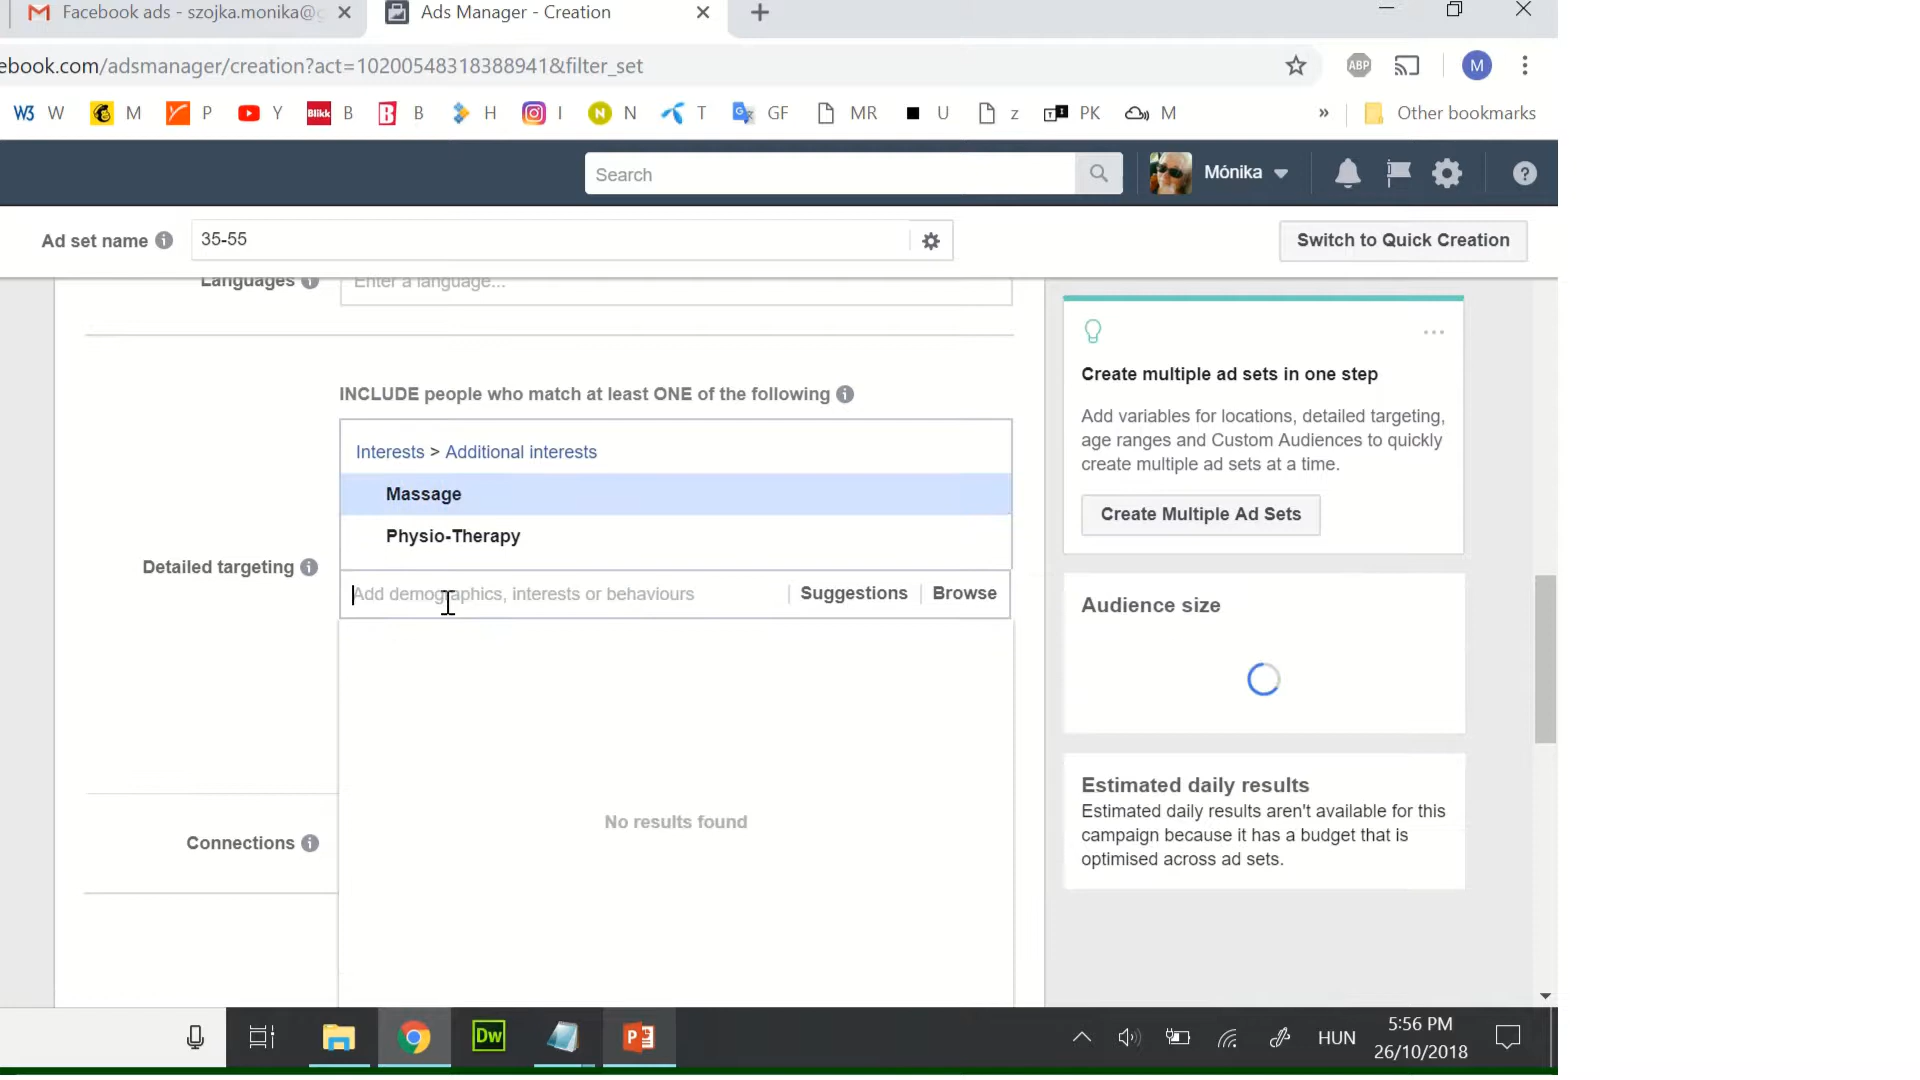 Facebook ads - szojka.monika@g
Ads Manager - Creation
ebook.com/adsmanager/creation?act=10200548318388941&filter_set
ABP
M
W3 W M P Y Blikk B B B H I N N T GF MR U z PK M » Other bookmarks
Search
Mónika
Ad set name 35-55
Switch to Quick Creation
Languages Enter a language...
INCLUDE people who match at least ONE of the following
Interests > Additional interests
Massage
Physio-Therapy
Detailed targeting
Add demographics, interests or behaviours
Suggestions
Browse
No results found
Connections
Create multiple ad sets in one step
Add variables for locations, detailed targeting,
age ranges and Custom Audiences to quickly
create multiple ad sets at a time.
Create Multiple Ad Sets
Audience size
Estimated daily results
Estimated daily results aren't available for this
campaign because it has a budget that is
optimised across ad sets.
Dw
HUN
5:56 PM
26/10/2018